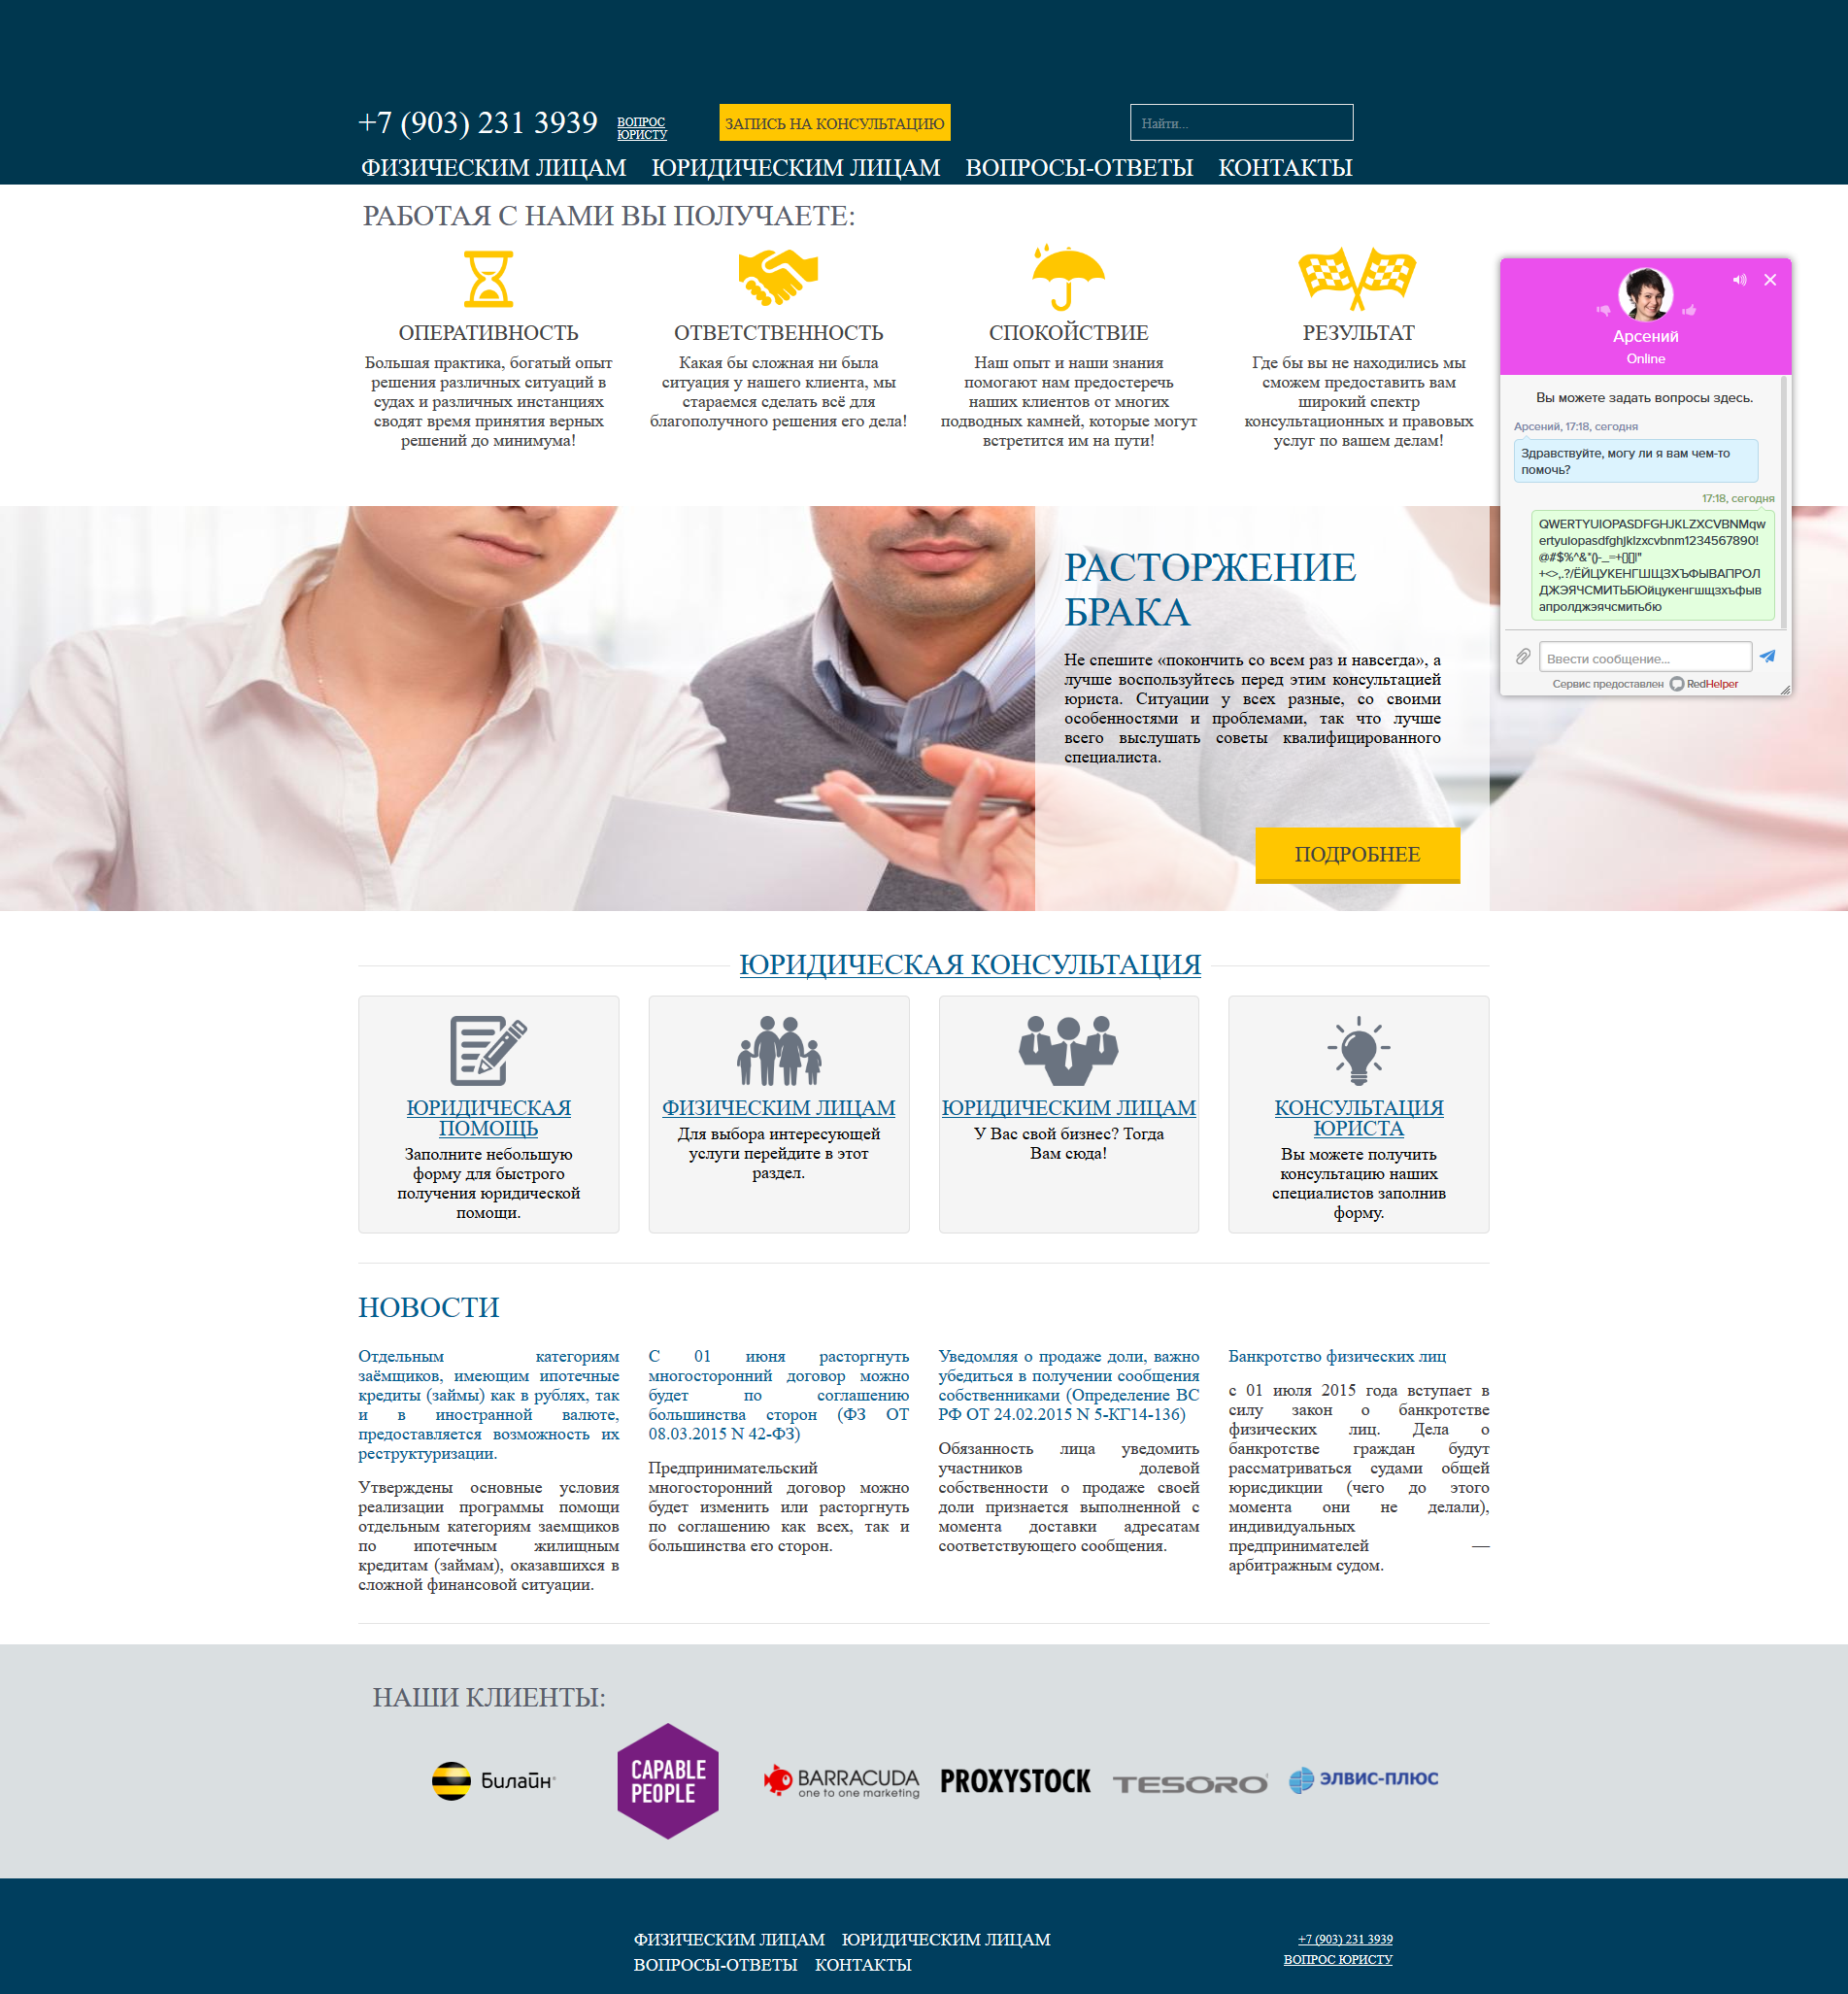 +7 (903) 231 3939
ВОПРОС
ЮРИСТУ
ЗАПИСЬ НА КОНСУЛЬТАЦИЮ
Найти...
ФИЗИЧЕСКИМ ЛИЦАМ ЮРИДИЧЕСКИМ ЛИЦАМ ВОПРОСЫ-ОТВЕТЫ КОНТАКТЫ
РАБОТАЯ С НАМИ ВЫ ПОЛУЧАЕТЕ:
ОПЕРАТИВНОСТЬ
Большая практика, богатый опыт
решения различных ситуаций в
судах и различных инстанциях
сводят время принятия верных
решений до минимума!
ОТВЕТСТВЕННОСТЬ
Какая бы сложная ни была
ситуация у нашего клиента, мы
стараемся сделать всё для
благополучного решения его дела!
СПОКОЙСТВИЕ
Наш опыт и наши знания
помогают нам предостеречь
наших клиентов от многих
подводных камней, которые могут
встретится им на пути!
РЕЗУЛЬТАТ
Где бы вы не находились мы
сможем предоставить вам
широкий спектр
консультационных и правовых
услуг по вашем делам!
Арсений
Online
Вы можете задать вопросы здесь.
Арсений, 17:18, сегодня
Здравствуйте, могу ли я вам чем-то
помочь?
17:18, сегодня
QWERTYUIOPASDFGHJKLZXCVBNMqw
ertyuiopasdfghjklzxcvbnm1234567890!
@#$%^&*()-_=+{}[]|"
+<>,.?/ЁЙЦУКЕНГШЩЗХЪФЫВАПРОЛ
ДЖЭЯЧСМИТЬБЮйцукенгшщзхъфыв
апролджэячсмитьбю
Ввести сообщение...
Сервис предоставлен RedHelper
РАСТОРЖЕНИЕ
БРАКА
Не спешите «покончить со всем раз и навсегда», а
лучше воспользуйтесь перед этим консультацией
юриста. Ситуации у всех разные, со своими
особенностями и проблемами, так что лучше
всего выслушать советы квалифицированного
специалиста.
ПОДРОБНЕЕ
ЮРИДИЧЕСКАЯ КОНСУЛЬТАЦИЯ
ЮРИДИЧЕСКАЯ
ПОМОЩЬ
Заполните небольшую
форму для быстрого
получения юридической
помощи.
ФИЗИЧЕСКИМ ЛИЦАМ
Для выбора интересующей
услуги перейдите в этот
раздел.
ЮРИДИЧЕСКИМ ЛИЦАМ
У Вас свой бизнес? Тогда
Вам сюда!
КОНСУЛЬТАЦИЯ
ЮРИСТА
Вы можете получить
консультацию наших
специалистов заполнив
форму.
НОВОСТИ
Отдельным категориям
заёмщиков, имеющим ипотечные
кредиты (займы) как в рублях, так
и в иностранной валюте,
предоставляется возможность их
реструктуризации.
Утверждены основные условия
реализации программы помощи
отдельным категориям заемщиков
по ипотечным жилищным
кредитам (займам), оказавшихся в
сложной финансовой ситуации.
С 01 июня расторгнуть
многосторонний договор можно
будет по соглашению
большинства сторон (ФЗ ОТ
08.03.2015 N 42-ФЗ)
Предпринимательский
многосторонний договор можно
будет изменить или расторгнуть
по соглашению как всех, так и
большинства его сторон.
Уведомляя о продаже доли, важно
убедиться в получении сообщения
собственниками (Определение ВС
РФ ОТ 24.02.2015 N 5-КГ14-136)
Обязанность лица уведомить
участников долевой
собственности о продаже своей
доли признается выполненной с
момента доставки адресатам
соответствующего сообщения.
Банкротство физических лиц
с 01 июля 2015 года вступает в
силу закон о банкротстве
физических лиц. Дела о
банкротстве граждан будут
рассматриваться судами общей
юрисдикции (чего до этого
момента они не делали),
индивидуальных
предпринимателей —
арбитражным судом.
НАШИ КЛИЕНТЫ:
Билайн
CAPABLE
PEOPLE
BARRACUDA
one to one marketing
PROXYSTOCK
TESORO
ЭЛВИС-ПЛЮС
ФИЗИЧЕСКИМ ЛИЦАМ ЮРИДИЧЕСКИМ ЛИЦАМ
ВОПРОСЫ-ОТВЕТЫ КОНТАКТЫ
+7 (903) 231 3939
ВОПРОС ЮРИСТУ